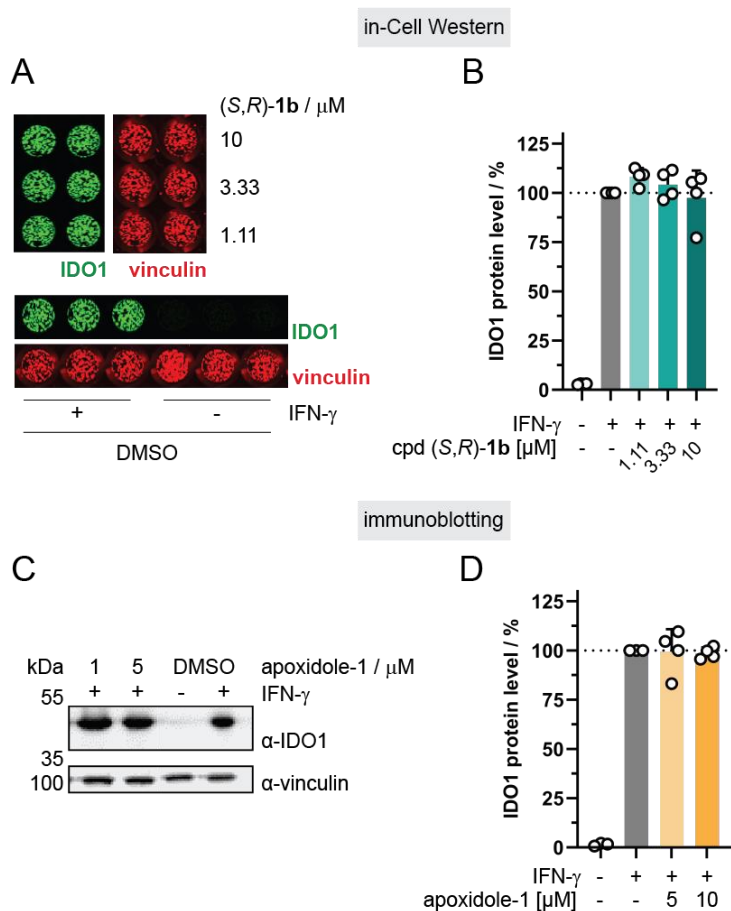 in-Cell Western
A
(S,R)-1b / μM
10
3.33
1.11
IDO1 vinculin
IDO1
vinculin
+ - IFN-γ
DMSO
B
IDO1 protein level / %
125
100
75
50
25
0
IFN-γ - + + + +
cpd (S,R)-1b [μM] - - 1.11 3.33 10
immunoblotting
C
kDa 1 5 DMSO apoxidole-1 / μM
+ + - + IFN-γ
55
α-IDO1
35
100 α-vinculin
D
IDO1 protein level / %
125
100
75
50
25
0
IFN-γ - + + +
apoxidole-1 [μM] - - 5 10